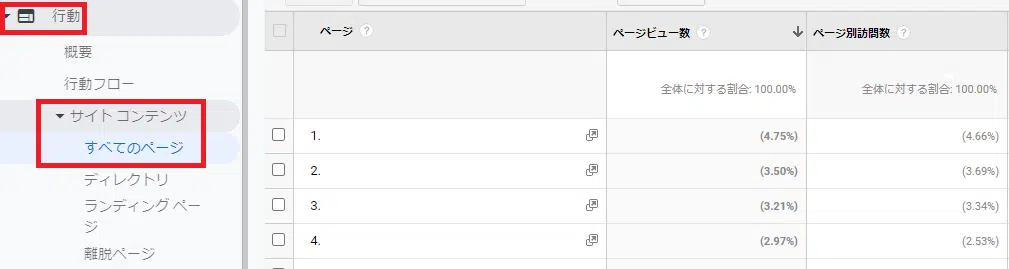 行動
概要
行動フロー
サイト コンテンツ
すべてのページ
ディレクトリ
ランディング ペー
ジ
離脱ページ
ページ ? ページビュー数 ? ページ別訪問数 ?
全体に対する割合: 100.00% 全体に対する割合: 100.00%
1. (4.75%) (4.66%)
2. (3.50%) (3.69%)
3. (3.21%) (3.34%)
4. (2.97%) (2.53%)